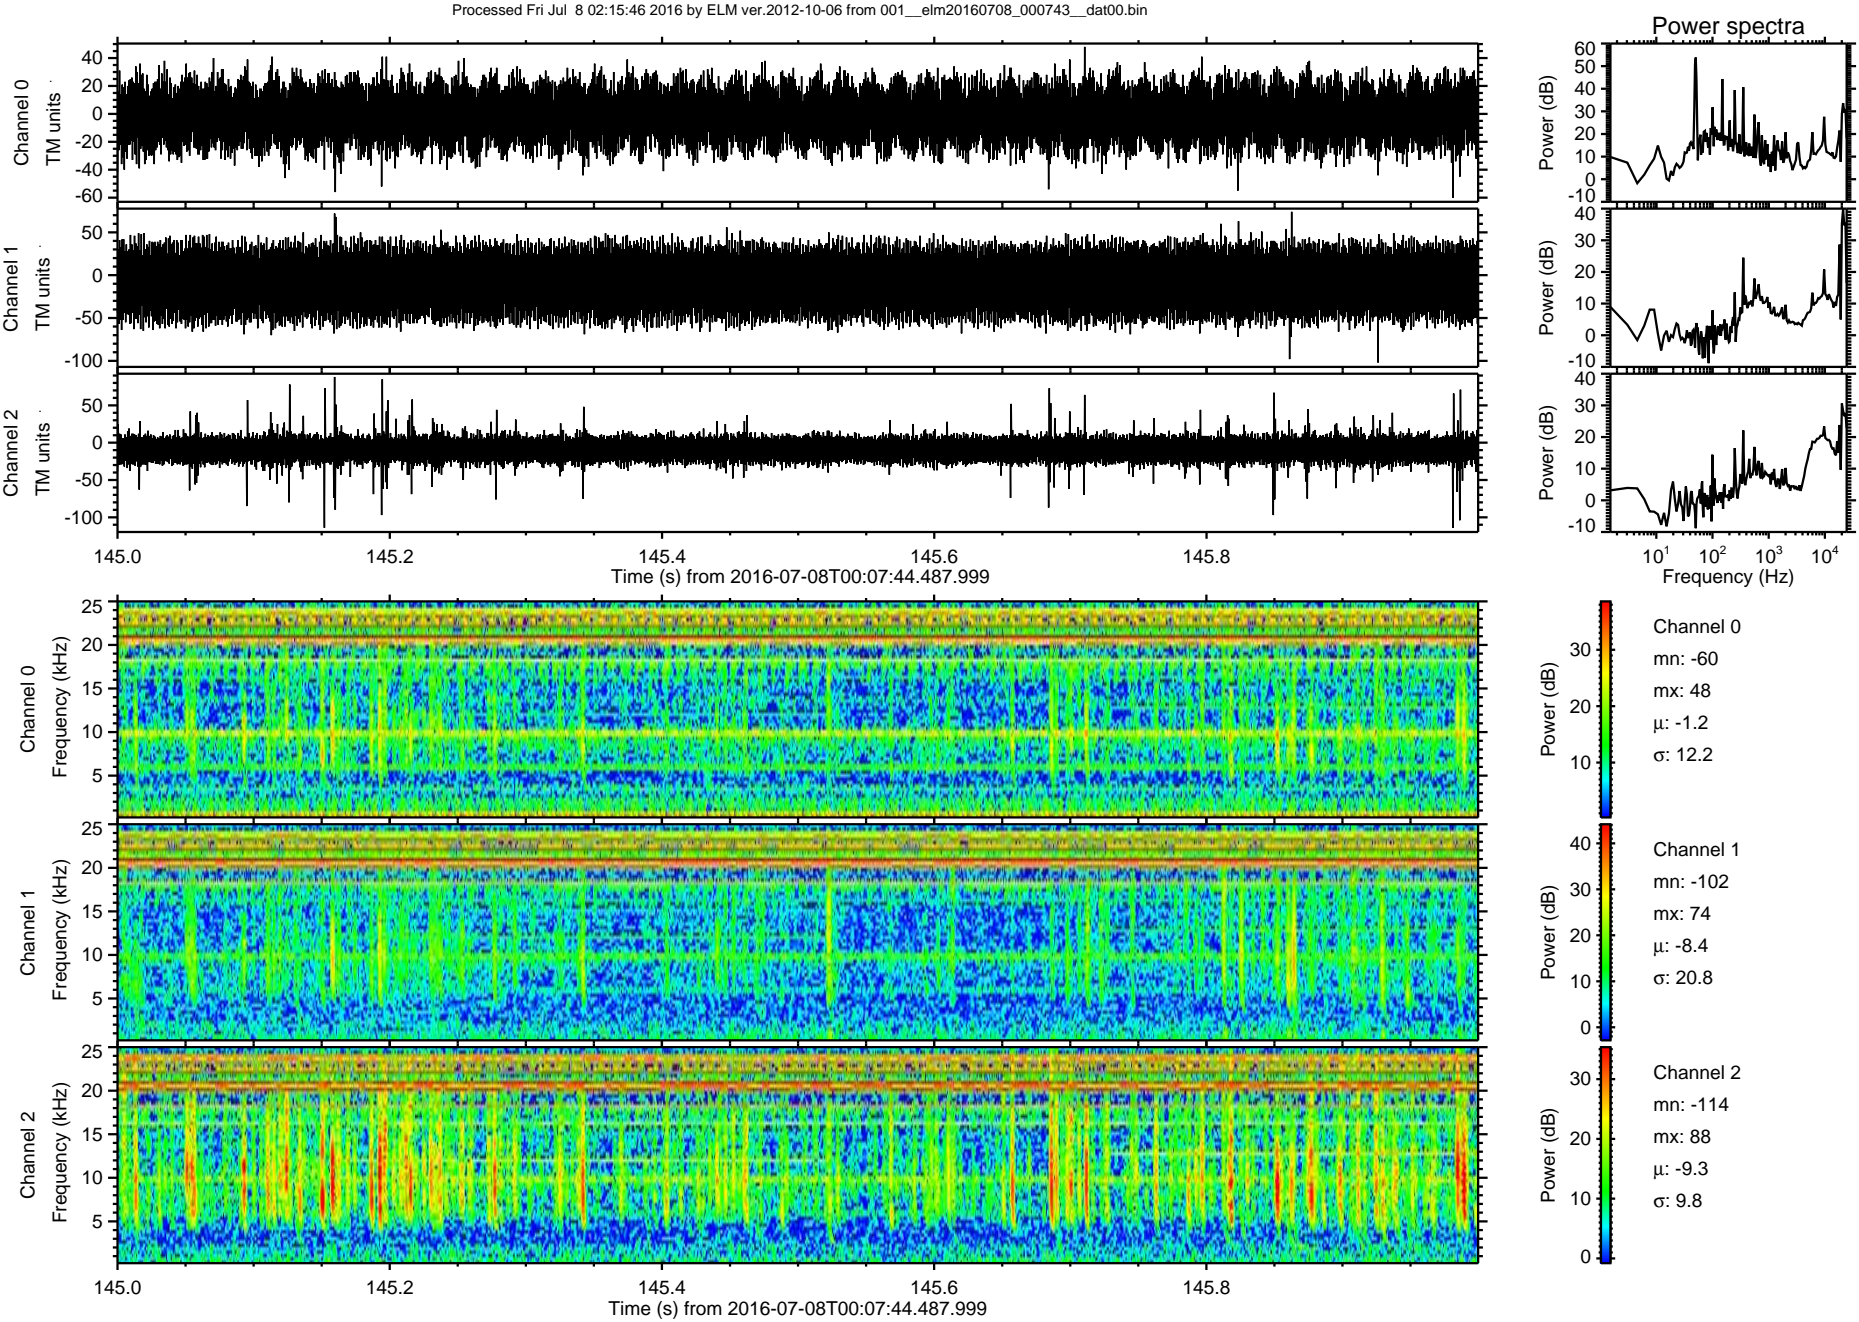 Processed Fri Jul  8 02:15:46 2016 by ELM ver.2012-10-06 from 001__elm20160708_000743__dat00.bin
Power spectra
Channel 0
TM units
40
20
0
-20
-40
-60
Power (dB)
60
50
40
30
20
10
0
-10
Channel 1
TM units
50
0
-50
-100
Power (dB)
40
30
20
10
0
-10
Channel 2
TM units
50
0
-50
-100
Power (dB)
40
30
20
10
0
-10
145.0
145.2
145.4
145.6
145.8
Time (s) from 2016-07-08T00:07:44.487.999
10^1
10^2
10^3
10^4
Frequency (Hz)
Channel 0
Frequency (kHz)
25
20
15
10
5
Power (dB)
30
20
10
Channel 0
mn: -60
mx: 48
μ: -1.2
σ: 12.2
Channel 1
Frequency (kHz)
25
20
15
10
5
Power (dB)
40
30
20
10
0
Channel 1
mn: -102
mx: 74
μ: -8.4
σ: 20.8
Channel 2
Frequency (kHz)
25
20
15
10
5
Power (dB)
30
20
10
0
Channel 2
mn: -114
mx: 88
μ: -9.3
σ: 9.8
145.0
145.2
145.4
145.6
145.8
Time (s) from 2016-07-08T00:07:44.487.999